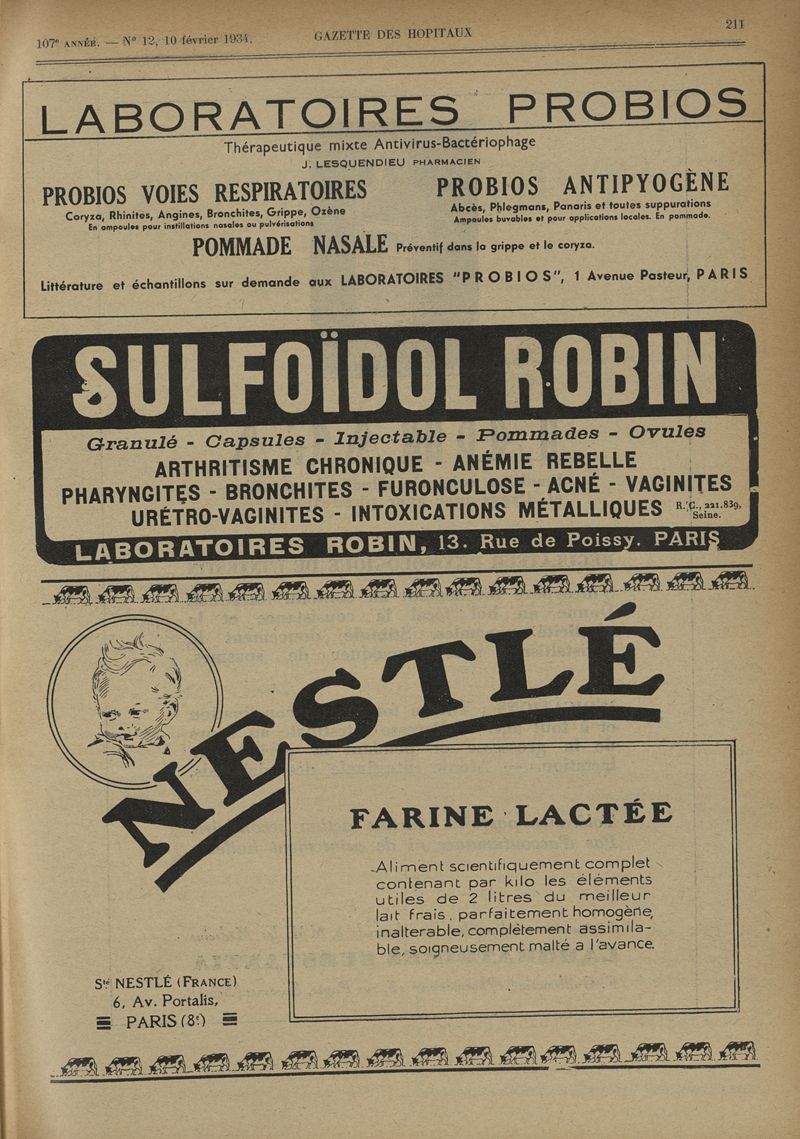 107e ANNÉE. — N° 12, 10 février 1934.
GAZETTE DES HOPITAUX
211
LABORATOIRES PROBIOS
Thérapeutique mixte Antivirus-Bactériophage
J. LESQUENDIEU PHARMACIEN
PROBIOS VOIES RESPIRATOIRES
Coryza, Rhinites, Angines, Bronchites, Grippe, Ozène
En ampoules pour instillations nasales ou pulvérisations
PROBIOS ANTIPYOGÈNE
Abcès, Phlegmans, Panaris et toutes suppurations
Ampoules buvables et pour applications locales. En pommade.
POMMADE NASALE Préventif dans la grippe et le coryza.
Littérature et échantillons sur demande aux LABORATOIRES "PROBIOS", 1 Avenue Pasteur, PARIS
SULFOÏDOL ROBIN
Granulé - Capsules - Injectable - Pommades - Ovules
ARTHRITISME CHRONIQUE - ANÉMIE REBELLE
PHARYNGITES - BRONCHITES - FURONCULOSE - ACNÉ - VAGINITES
URÉTRO-VAGINITES - INTOXICATIONS MÉTALLIQUES R.C., 221.839, Seine.
LABORATOIRES ROBIN, 13. Rue de Poissy. PARIS
NESTLÉ
FARINE LACTÉE
Aliment scientifiquement complet
contenant par kilo les éléments
utiles de 2 litres du meilleur
lait frais, parfaitement homogène,
inalterable, complètement assimila-
ble, soigneusement malté a l'avance.
Sté NESTLÉ (FRANCE)
6, Av. Portalis,
PARIS (8e)